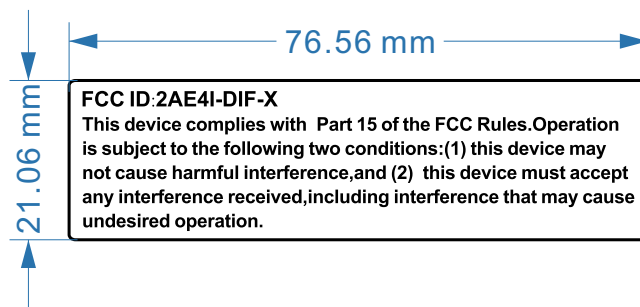 76.56 mm
21.06 mm
FCC ID:2AE4I-DIF-X
This device complies with  Part 15 of the FCC Rules.Operation
is subject to the following two conditions:(1) this device may
not cause harmful interference,and (2)  this device must accept
any interference received,including interference that may cause
undesired operation.